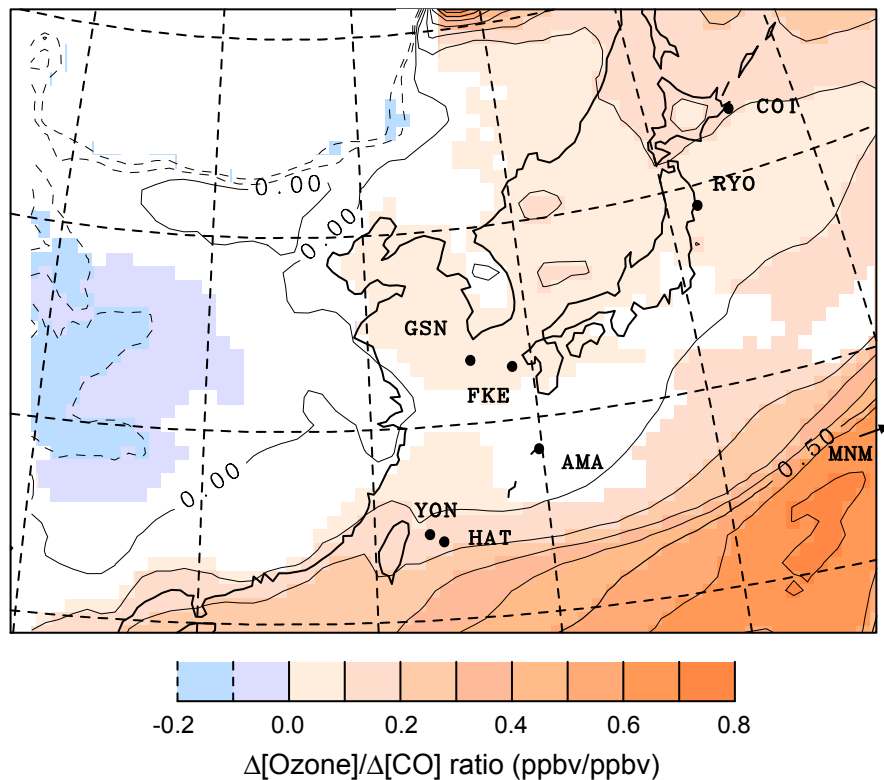 COI
0.00
RYO
0.00
GSN
FKE
0.50
MNM
AMA
0.00
YON
HAT
-0.2 0.0 0.2 0.4 0.6 0.8
Δ[Ozone]/Δ[CO] ratio (ppbv/ppbv)